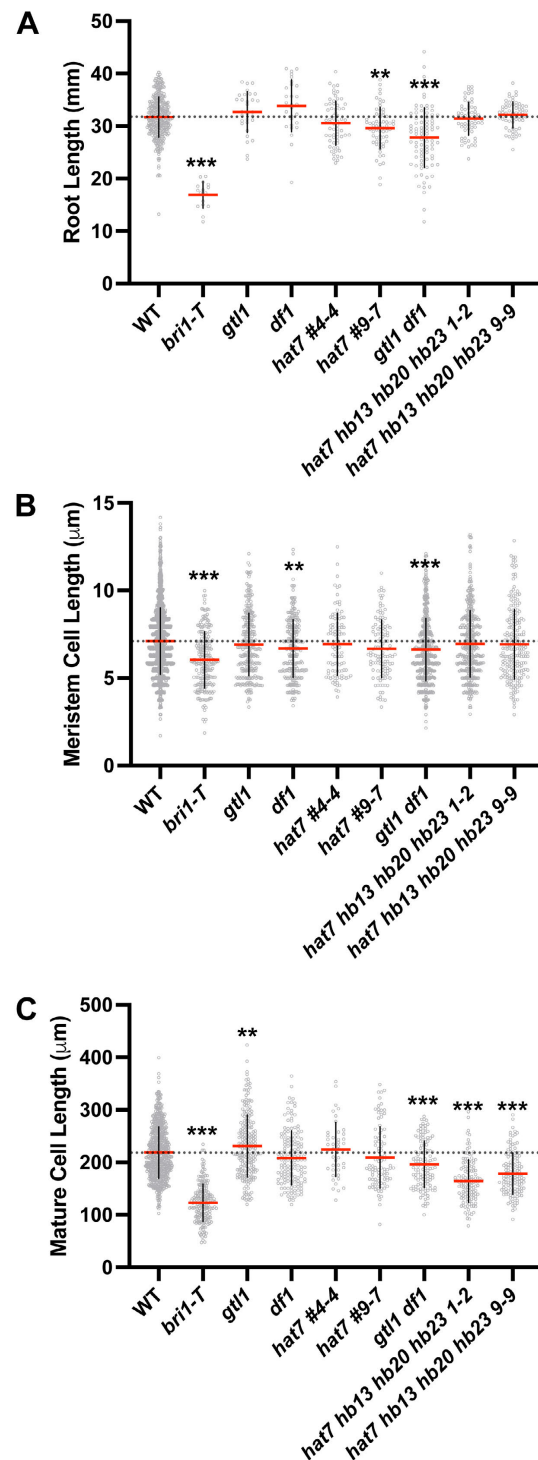 A
Root Length (mm)
50
40
30
20
10
0
***
**
***
WT
bri1-T
gtl1
df1
hat7 #4-4
hat7 #9-7
gtl1 df1
hat7 hb13 hb20 hb23 1-2
hat7 hb13 hb20 hb23 9-9
B
Meristem Cell Length (μm)
15
10
5
0
***
**
***
WT
bri1-T
gtl1
df1
hat7 #4-4
hat7 #9-7
gtl1 df1
hat7 hb13 hb20 hb23 1-2
hat7 hb13 hb20 hb23 9-9
C
Mature Cell Length (μm)
500
400
300
200
100
0
***
**
***
***
***
WT
bri1-T
gtl1
df1
hat7 #4-4
hat7 #9-7
gtl1 df1
hat7 hb13 hb20 hb23 1-2
hat7 hb13 hb20 hb23 9-9